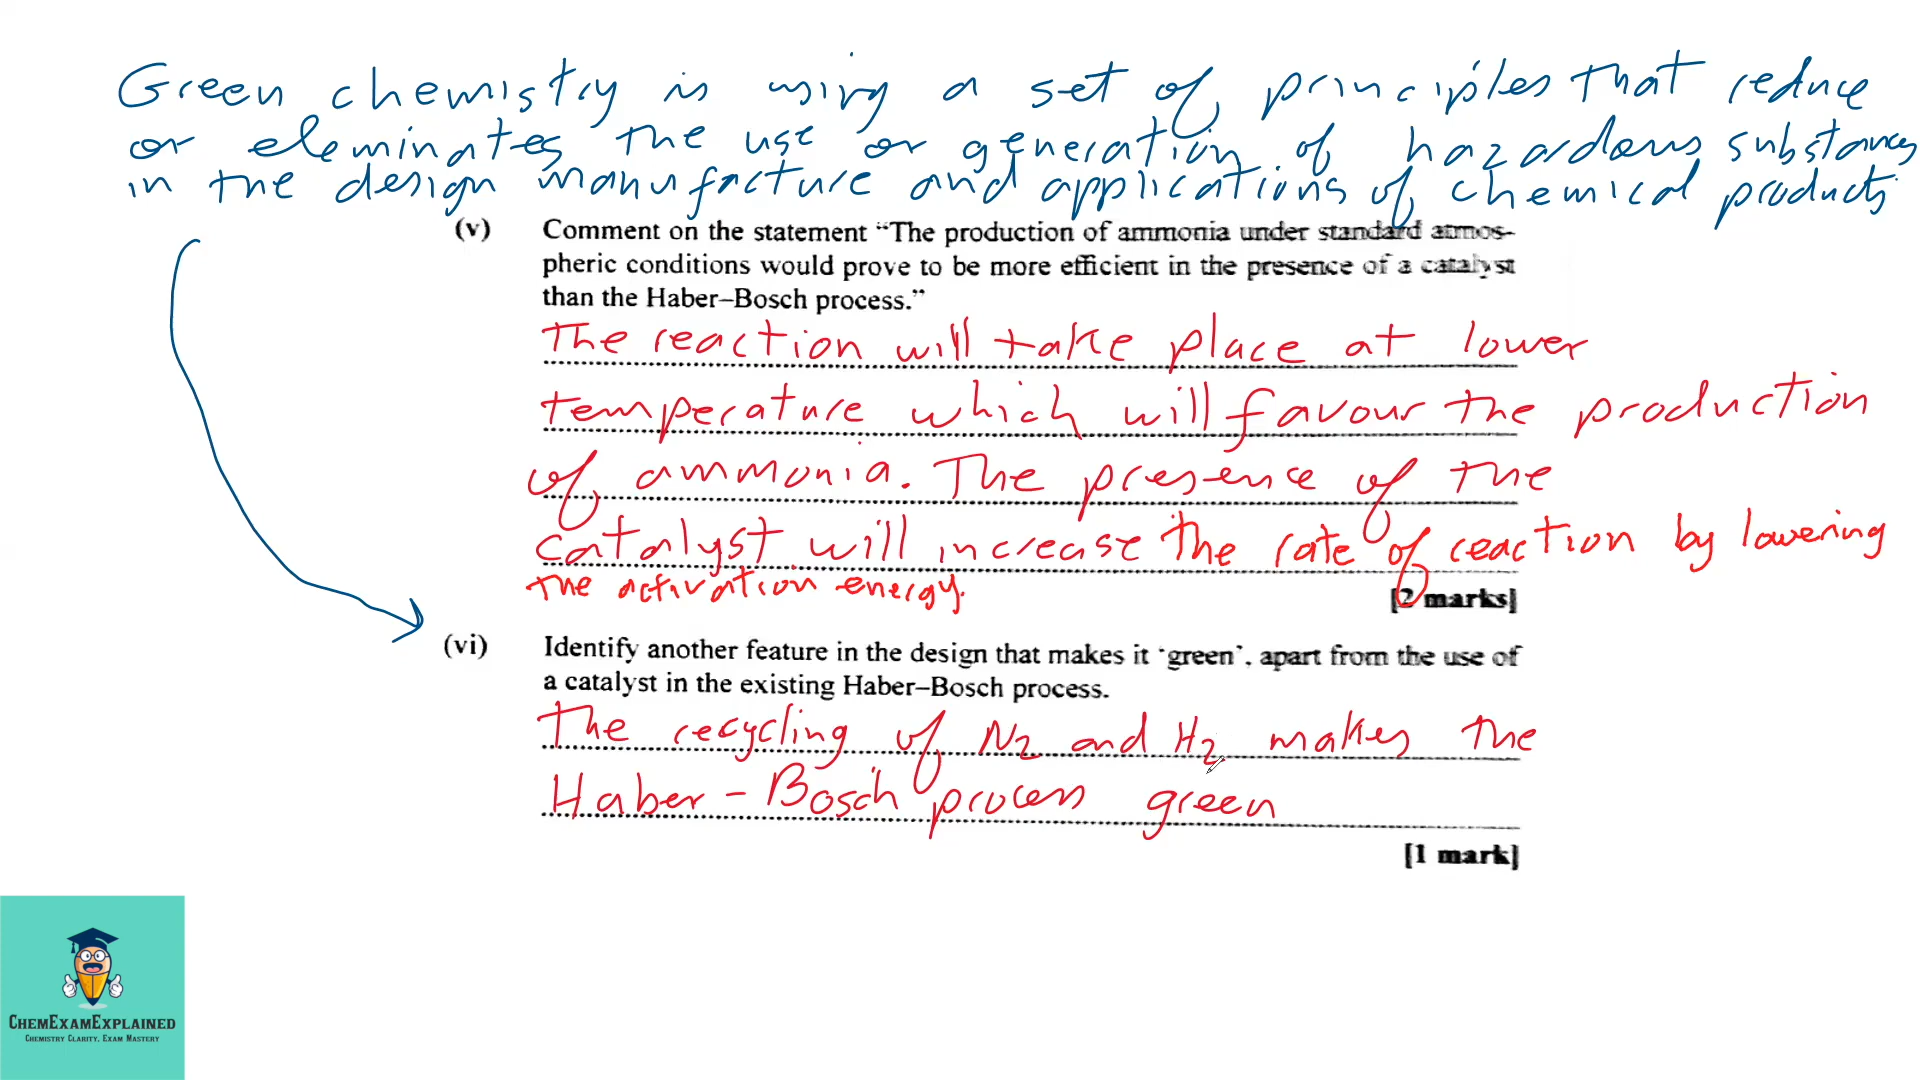 Green chemistry is using a set of principles that reduce
or eleminates the use or generation of hazardous substances
in the design manufacture and applications of chemical products
(v) Comment on the statement “The production of ammonia under standard atmos-
pheric conditions would prove to be more efficient in the presence of a catalyst
than the Haber–Bosch process.”
The reaction will take place at lower
temperature which will favour the production
of ammonia. The presence of the
catalyst will increase the rate of reaction by lowering
the activation energy.
[2 marks]
(vi) Identify another feature in the design that makes it ‘green’, apart from the use of
a catalyst in the existing Haber–Bosch process.
The recycling of N2 and H2 makes the
Haber - Bosch process green
[1 mark]
CHEMEXAMEXPLAINED
CHEMISTRY CLARITY, EXAM MASTERY